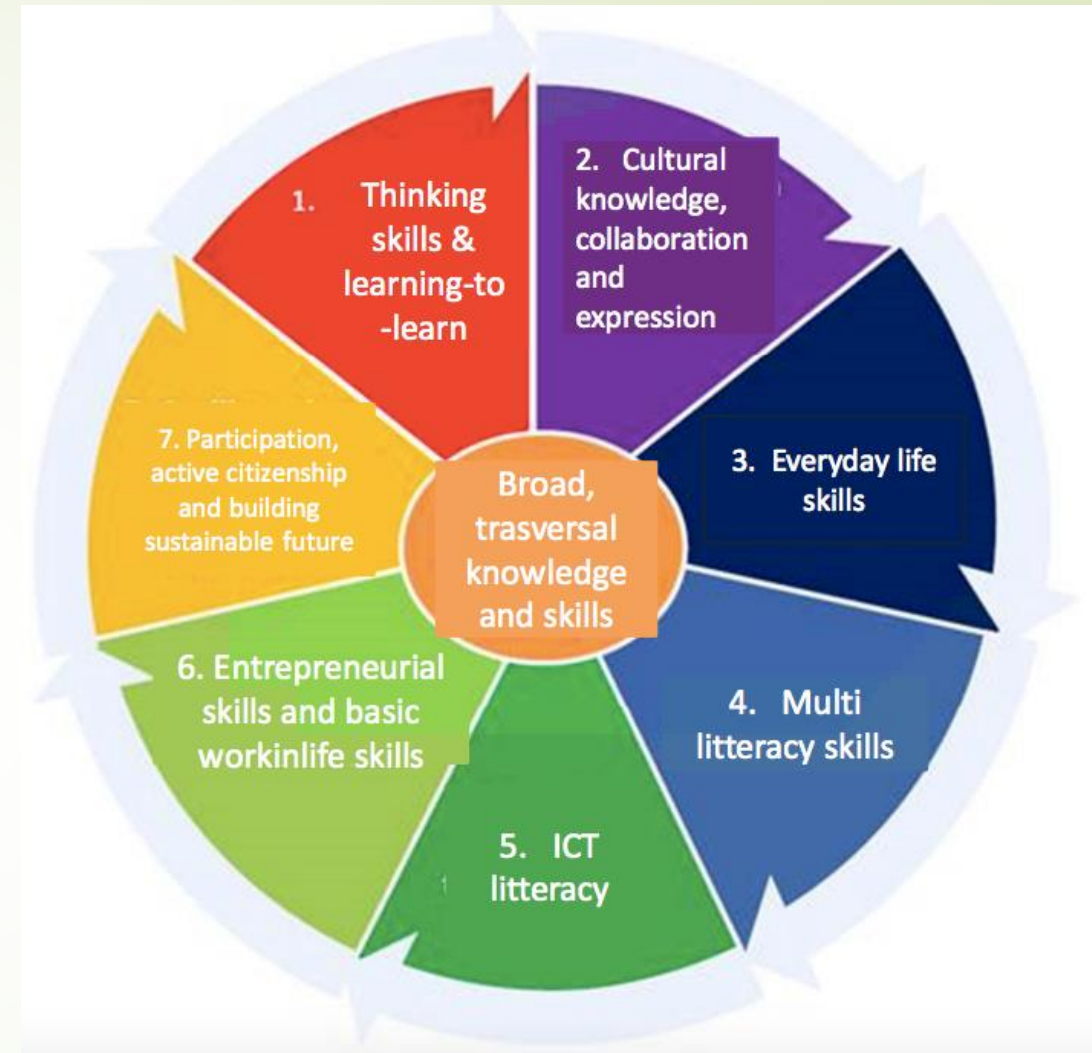 1. Thinking
skills &
learning-to
-learn
2. Cultural
knowledge,
collaboration
and
expression
3. Everyday life
skills
4. Multi
litteracy skills
5. ICT
litteracy
6. Entrepreneurial
skills and basic
workinlife skills
7. Participation,
active citizenship
and building
sustainable future
Broad,
trasversal
knowledge
and skills